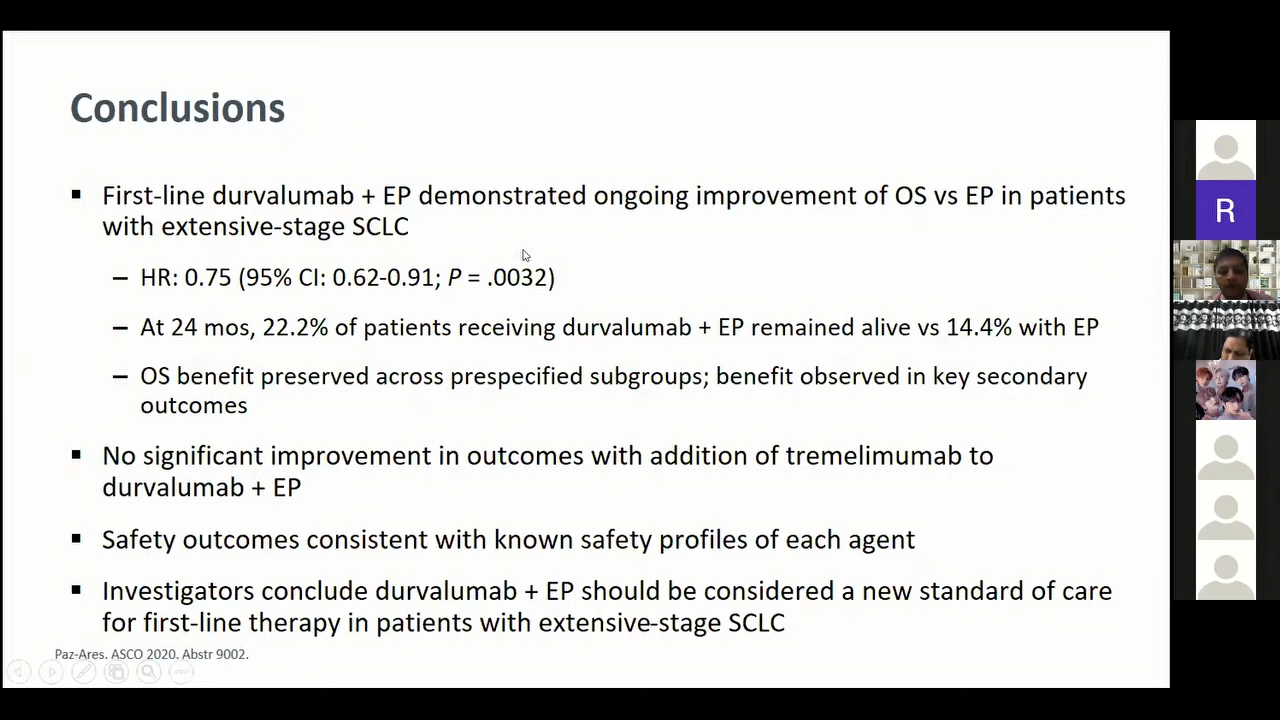 Conclusions
▪ First-line durvalumab + EP demonstrated ongoing improvement of OS vs EP in patients
with extensive-stage SCLC
– HR: 0.75 (95% CI: 0.62-0.91; P = .0032)
– At 24 mos, 22.2% of patients receiving durvalumab + EP remained alive vs 14.4% with EP
– OS benefit preserved across prespecified subgroups; benefit observed in key secondary
outcomes
▪ No significant improvement in outcomes with addition of tremelimumab to
durvalumab + EP
▪ Safety outcomes consistent with known safety profiles of each agent
▪ Investigators conclude durvalumab + EP should be considered a new standard of care
for first-line therapy in patients with extensive-stage SCLC
Paz-Ares. ASCO 2020. Abstr 9002.
R